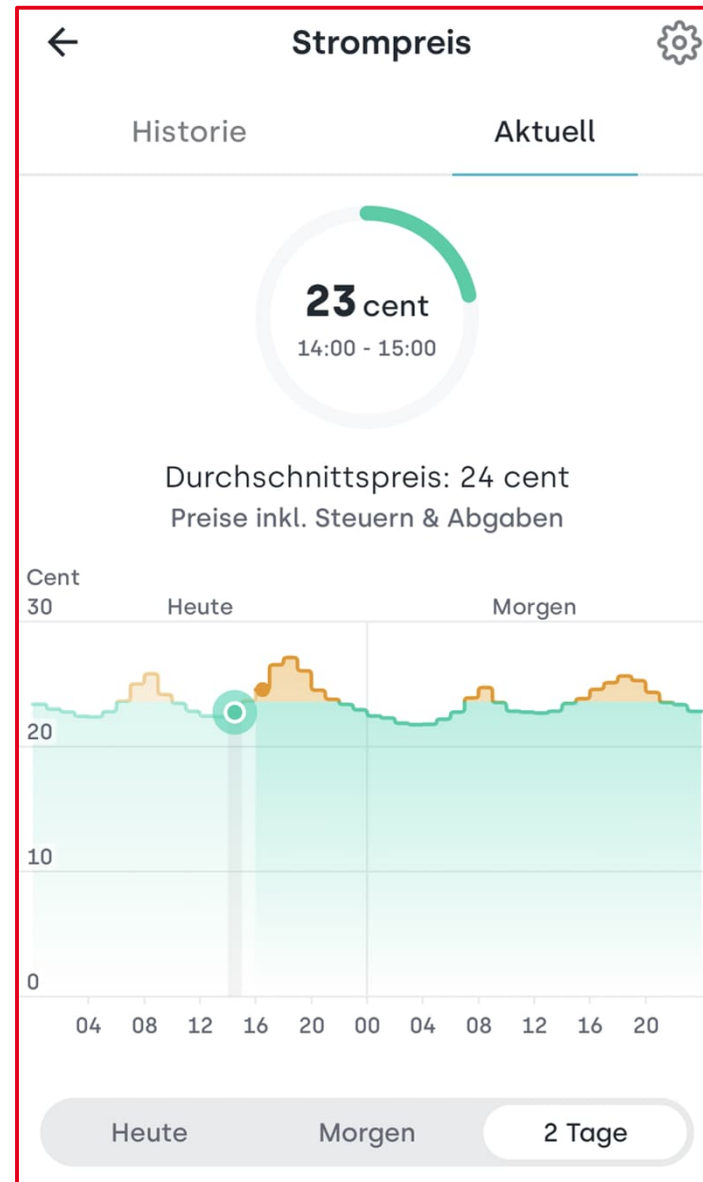 Strompreis
Historie
Aktuell
23 cent
14:00 - 15:00
Durchschnittspreis: 24 cent
Preise inkl. Steuern & Abgaben
Cent
30
Heute
Morgen
20
10
0
04 08 12 16 20 00 04 08 12 16 20
Heute
Morgen
2 Tage